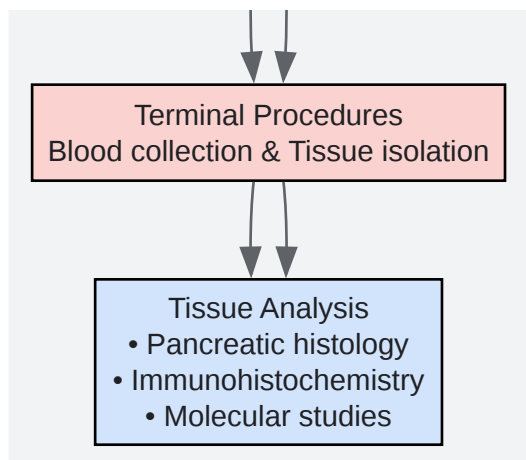 Terminal Procedures
Blood collection & Tissue isolation
Tissue Analysis
• Pancreatic histology
• Immunohistochemistry
• Molecular studies